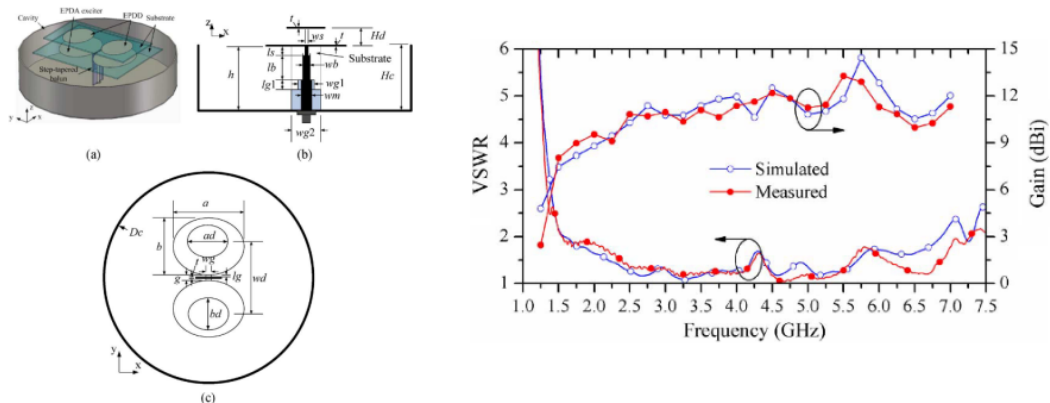 Cavity
EPDA exciter
EPDD
Substrate
Step-tapered
balun
z
y
x
(a)
z
x
t
ws
t
Hd
ls
lb
lg1
h
Substrate
wb
wg1
wm
Hc
wg2
(b)
Dc
a
b
ad
wg
g
lg
wd
bd
y
x
(c)
VSWR
6
5
4
3
2
1
15
12
9
6
3
0
Gain (dBi)
Simulated
Measured
1.0 1.5 2.0 2.5 3.0 3.5 4.0 4.5 5.0 5.5 6.0 6.5 7.0 7.5
Frequency (GHz)